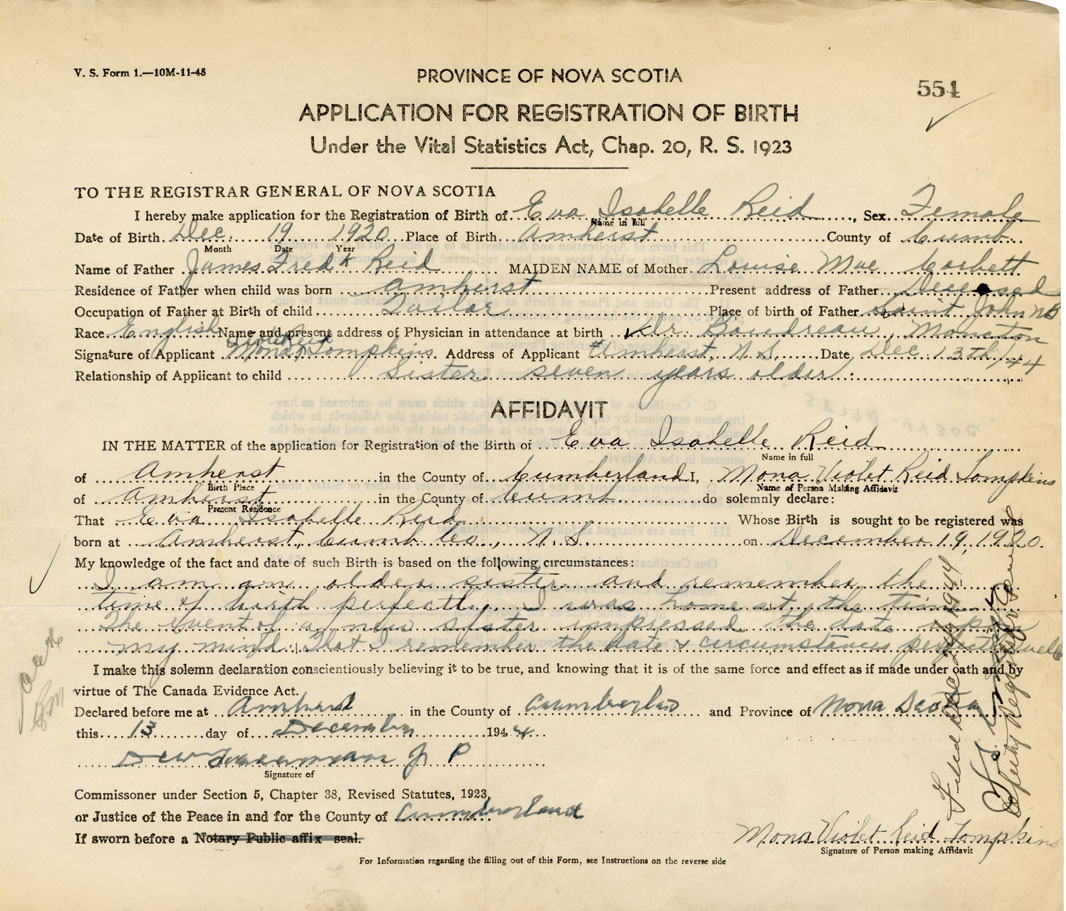 V. S. Form 1.—10M-11-43
PROVINCE OF NOVA SCOTIA
554
APPLICATION FOR REGISTRATION OF BIRTH
Under the Vital Statistics Act, Chap. 20, R. S. 1923
TO THE REGISTRAR GENERAL OF NOVA SCOTIA
I hereby make application for the Registration of Birth of Eva Isabelle Reid, Sex Female
Name in full
Date of Birth Dec. 19 1920 Place of Birth Amherst County of Cumb.
Month Date Year
Name of Father James Fred'k Reid MAIDEN NAME of Mother Louise Mae Corbett
Residence of Father when child was born Amherst Present address of Father Deceased
Occupation of Father at Birth of child Tailor Place of birth of Father Saint John NB
Race English Name and present address of Physician in attendance at birth Dr. Boudreau Moncton
Violet Reid
Signature of Applicant Mona Tompkins Address of Applicant Amherst, N.S. Date Dec 13th/44
Relationship of Applicant to child Sister seven years older
AFFIDAVIT
IN THE MATTER of the application for Registration of the Birth of Eva Isabelle Reid
Name in full
of Amherst in the County of Cumberland I, Mona Violet Reid Tompkins
Birth Place Name of Person Making Affidavit
of Amherst in the County of Cumb. do solemnly declare:
Present Residence
That Eva Isabelle Reid Whose Birth is sought to be registered was
born at Amherst, Cumb Co., N.S. on December 19, 1920.
My knowledge of the fact and date of such Birth is based on the following circumstances:
I am an older sister and remember the
time of birth perfectly. I was home at the time
The event of a new sister impressed the date upon
my mind. That I remember the date & circumstances perfectly well
I make this solemn declaration conscientiously believing it to be true, and knowing that it is of the same force and effect as if made under oath and by
virtue of The Canada Evidence Act.
Declared before me at Amherst in the County of Cumberland and Province of Nova Scotia
this 13 day of December 1944
J P
Signature of
Commissoner under Section 5, Chapter 38, Revised Statutes, 1923,
or Justice of the Peace in and for the County of Cumberland
If sworn before a Notary Public affix seal.
Mona Violet Reid Tompkins
Signature of Person making Affidavit
For Information regarding the filling out of this Form, see Instructions on the reverse side
Filed 1944
Deputy Registrar